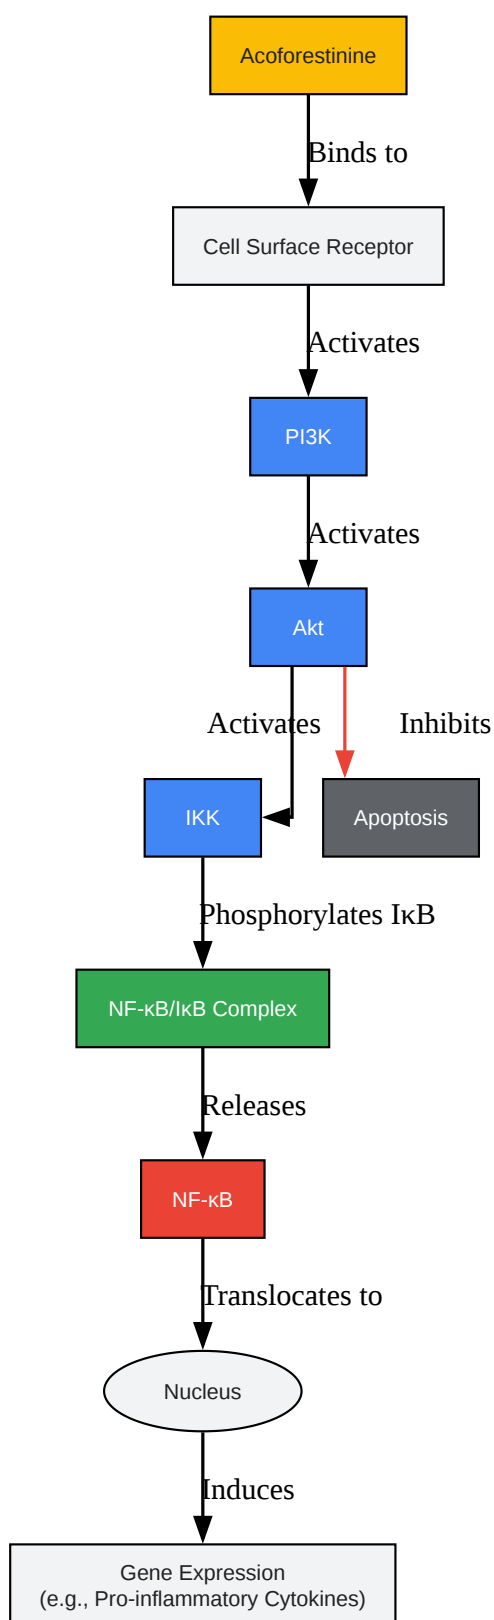 Acoforestinine
Binds to
Cell Surface Receptor
Activates
PI3K
Activates
Akt
Activates
Inhibits
IKK
Apoptosis
Phosphorylates IκB
NF-κB/IκB Complex
Releases
NF-κB
Translocates to
Nucleus
Induces
Gene Expression
(e.g., Pro-inflammatory Cytokines)